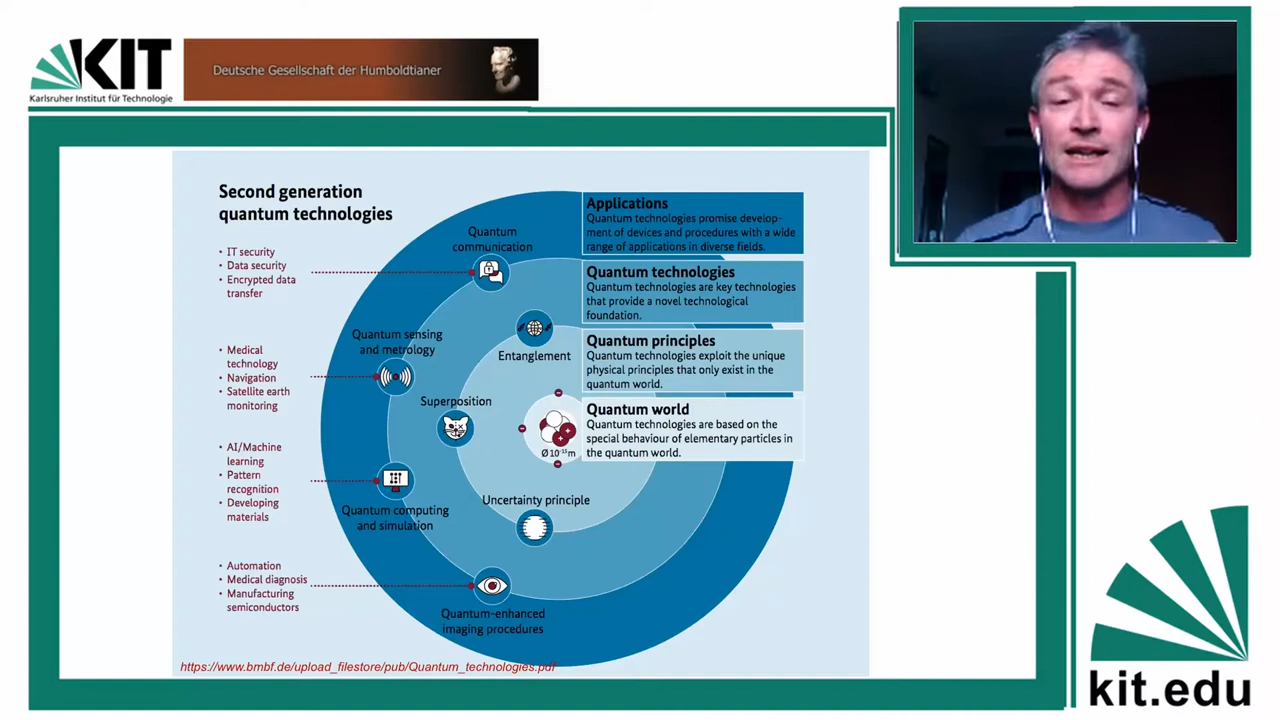 KIT
Karlsruher Institut für Technologie
Deutsche Gesellschaft der Humboldtianer
Second generation
quantum technologies
• IT security
• Data security
• Encrypted data
transfer
• Medical
technology
• Navigation
• Satellite earth
monitoring
• AI/Machine
learning
• Pattern
recognition
• Developing
materials
• Automation
• Medical diagnosis
• Manufacturing
semiconductors
Quantum
communication
Quantum sensing
and metrology
Quantum computing
and simulation
Quantum-enhanced
imaging procedures
Entanglement
Superposition
Uncertainty principle
Ø 10⁻¹⁵m
Applications
Quantum technologies promise develop-
ment of devices and procedures with a wide
range of applications in diverse fields.
Quantum technologies
Quantum technologies are key technologies
that provide a novel technological
foundation.
Quantum principles
Quantum technologies exploit the unique
physical principles that only exist in the
quantum world.
Quantum world
Quantum technologies are based on the
special behaviour of elementary particles in
the quantum world.
https://www.bmbf.de/upload_filestore/pub/Quantum_technologies.pdf
kit.edu